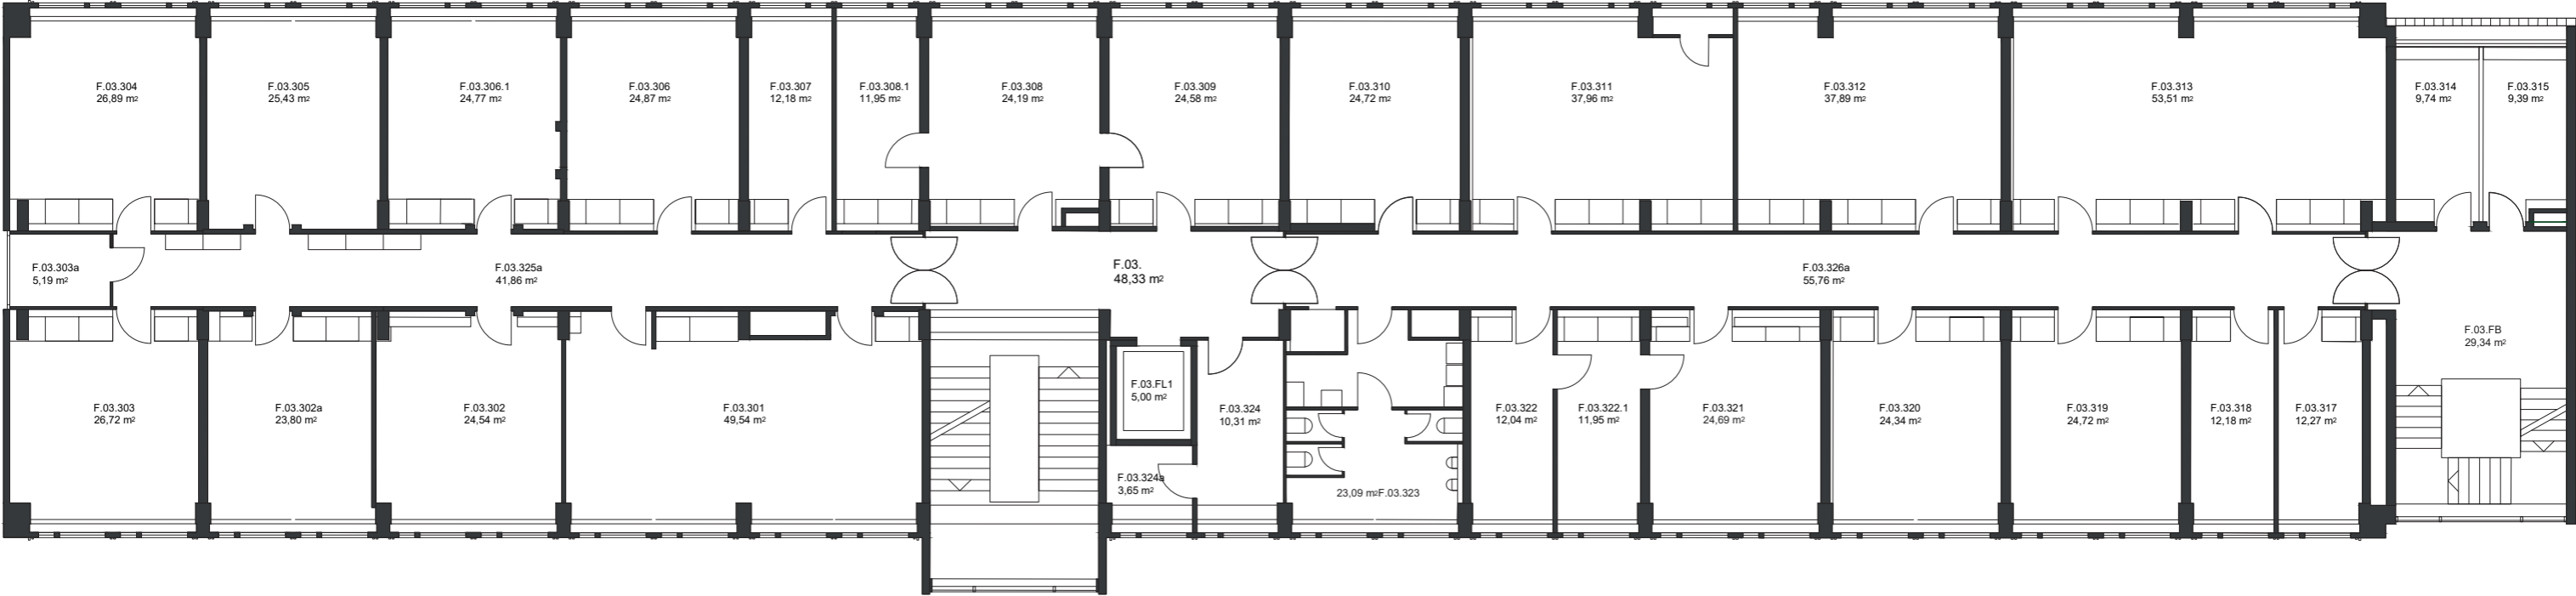 F.03.304
26,89 m²
F.03.305
25,43 m²
F.03.306.1
24,77 m²
F.03.306
24,87 m²
F.03.307
12,18 m²
F.03.308.1
11,95 m²
F.03.308
24,19 m²
F.03.309
24,58 m²
F.03.310
24,72 m²
F.03.311
37,96 m²
F.03.312
37,89 m²
F.03.313
53,51 m²
F.03.314
9,74 m²
F.03.315
9,39 m²
F.03.303a
5,19 m²
F.03.325a
41,86 m²
F.03.
48,33 m²
F.03.326a
55,76 m²
F.03.FB
29,34 m²
F.03.303
26,72 m²
F.03.302a
23,80 m²
F.03.302
24,54 m²
F.03.301
49,54 m²
F.03.FL1
5,00 m²
F.03.324
10,31 m²
F.03.324a
3,65 m²
23,09 m²F.03.323
F.03.322
12,04 m²
F.03.322.1
11,95 m²
F.03.321
24,69 m²
F.03.320
24,34 m²
F.03.319
24,72 m²
F.03.318
12,18 m²
F.03.317
12,27 m²